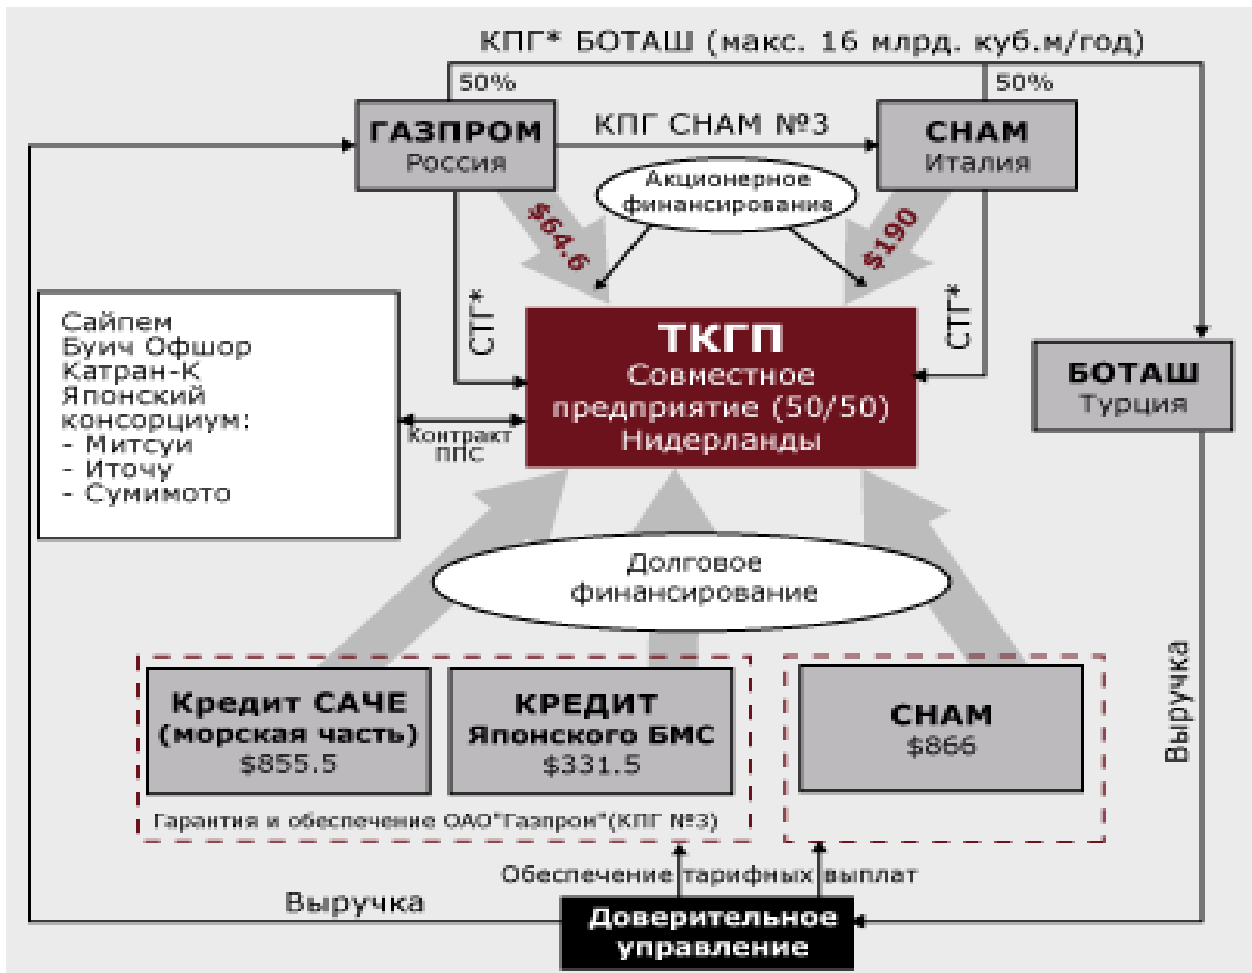 КПГ* БОТАШ (макс. 16 млрд. куб.м/год)
50%
50%
ГАЗПРОМ
Россия
КПГ СНАМ №3
СНАМ
Италия
Акционерное
финансирование
$64.6
$190
СТГ*
СТГ*
ТКГП
Совместное
предприятие (50/50)
Нидерланды
БОТАШ
Турция
Сайпем
Буич Офшор
Катран-К
Японский
консорциум:
- Митсуи
- Иточу
- Сумимото
Контракт
ППС
Долговое
финансирование
Кредит САЧЕ
(морская часть)
$855.5
КРЕДИТ
Японского БМС
$331.5
СНАМ
$866
Гарантия и обеспечение ОАО"Газпром"(КПГ №3)
Выручка
Обеспечение тарифных выплат
Выручка
Доверительное
управление